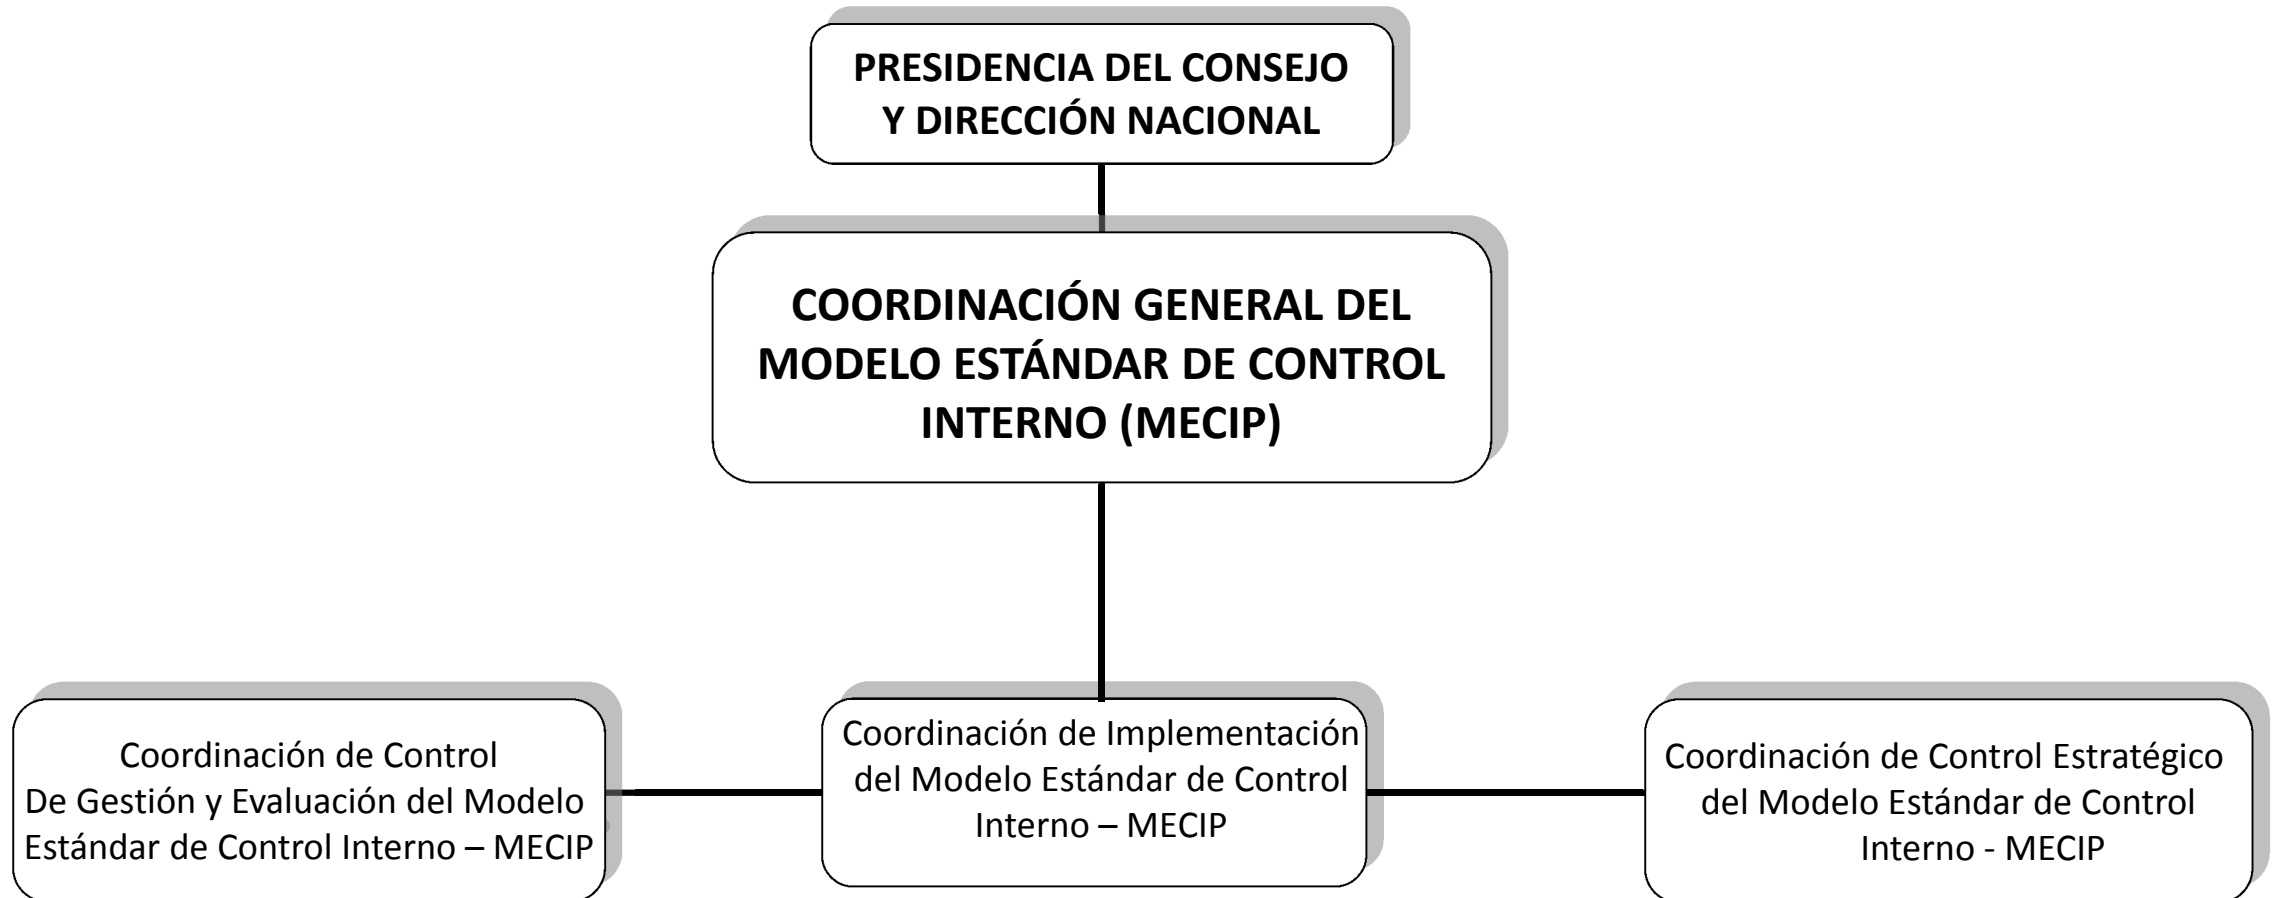 PRESIDENCIA DEL CONSEJO
Y DIRECCIÓN NACIONAL
COORDINACIÓN GENERAL DEL
MODELO ESTÁNDAR DE CONTROL
INTERNO (MECIP)
Coordinación de Control
De Gestión y Evaluación del Modelo
Estándar de Control Interno – MECIP
Coordinación de Implementación
del Modelo Estándar de Control
Interno – MECIP
Coordinación de Control Estratégico
del Modelo Estándar de Control
Interno - MECIP